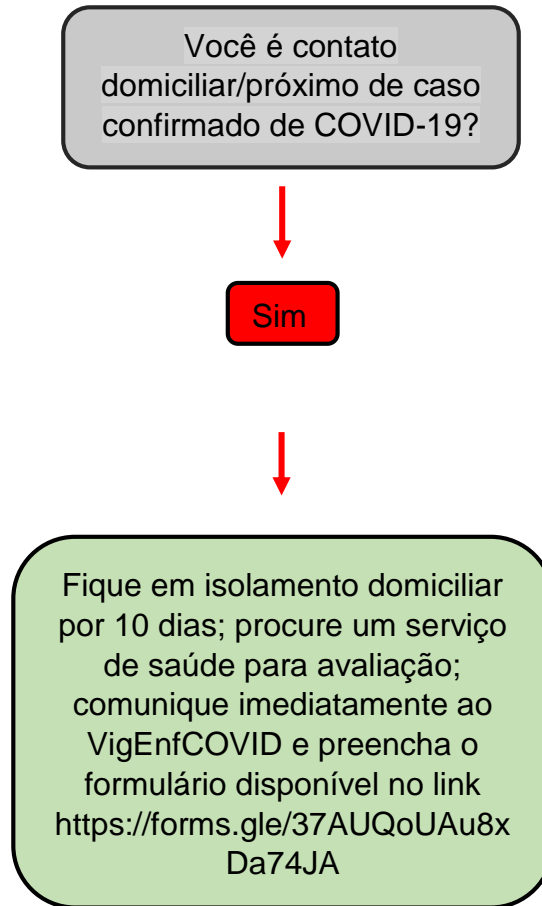 Você é contato
domiciliar/próximo de caso
confirmado de COVID-19?
Sim
Fique em isolamento domiciliar
por 10 dias; procure um serviço
de saúde para avaliação;
comunique imediatamente ao
VigEnfCOVID e preencha o
formulário disponível no link
https://forms.gle/37AUQoUAu8x
Da74JA